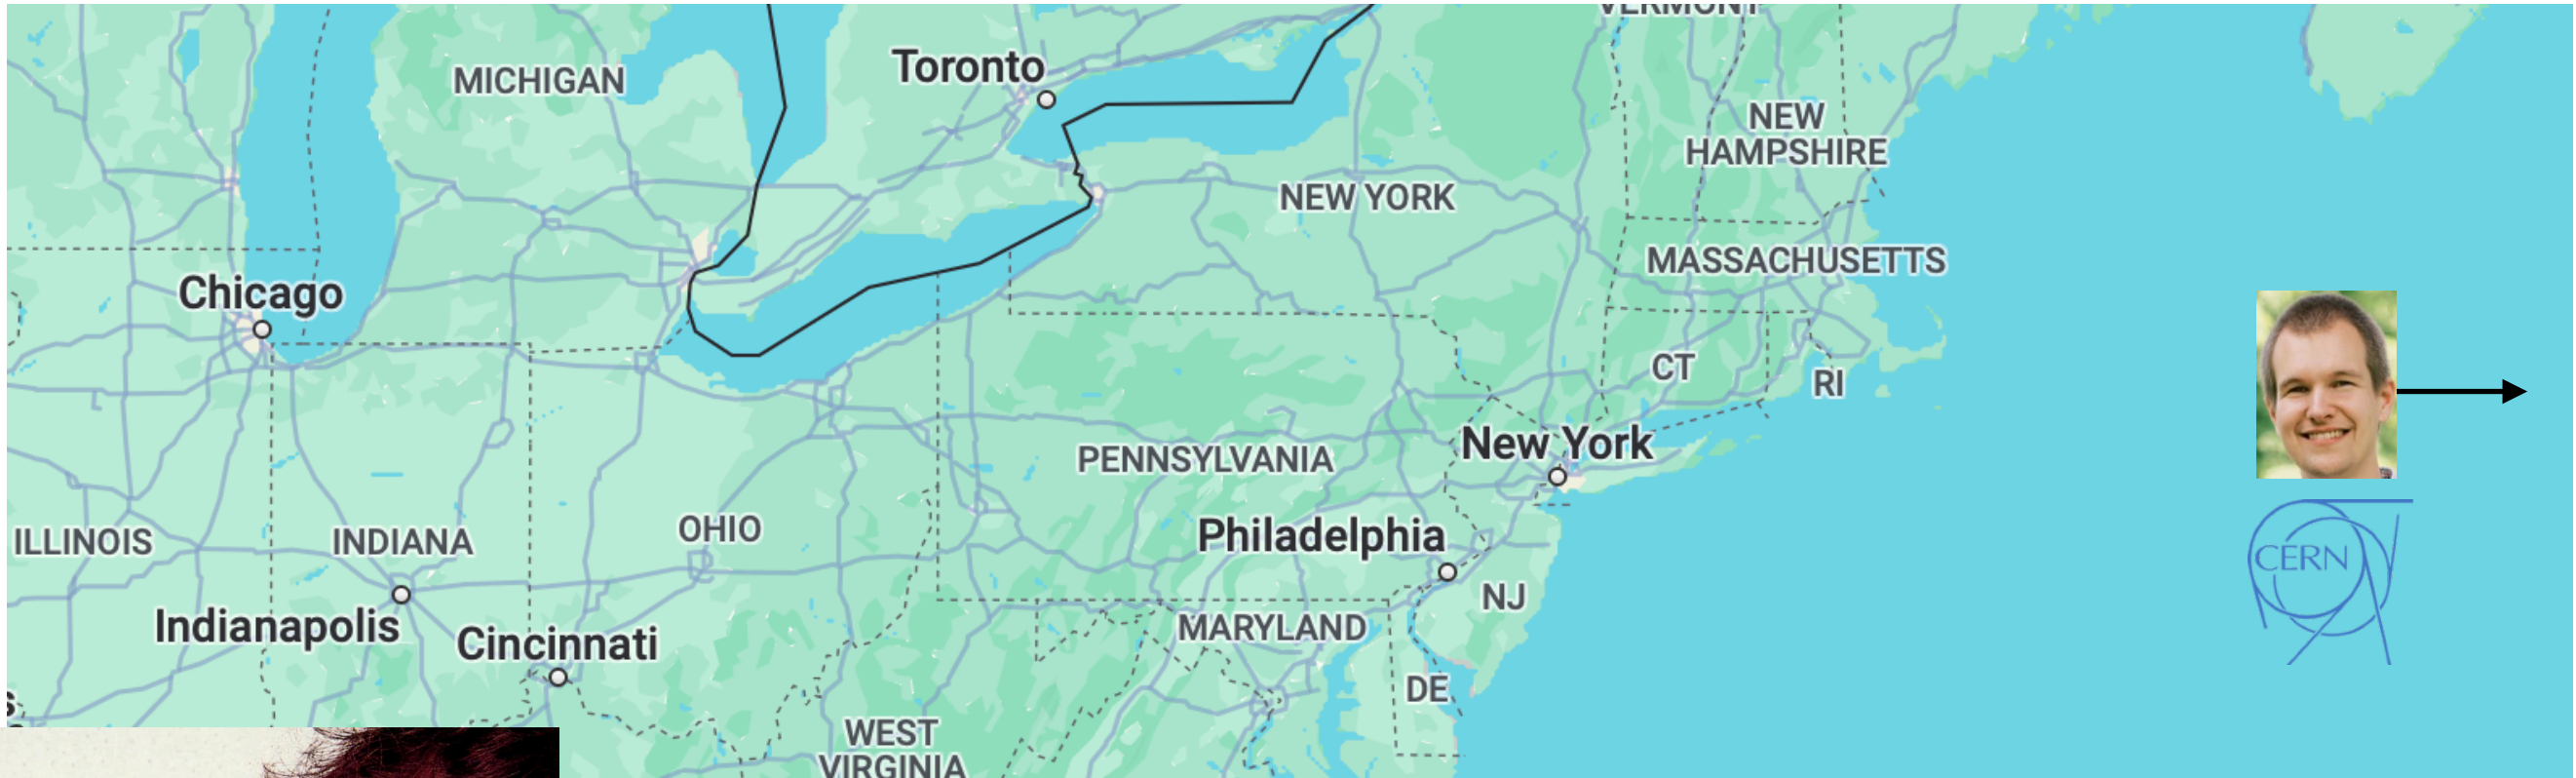 VERMONT
Toronto
MICHIGAN
NEW
HAMPSHIRE
NEW YORK
MASSACHUSETTS
Chicago
CT
RI
New York
PENNSYLVANIA
Philadelphia
ILLINOIS
INDIANA
OHIO
CERN
NJ
Indianapolis
Cincinnati
MARYLAND
DE
WEST
VIRGINIA